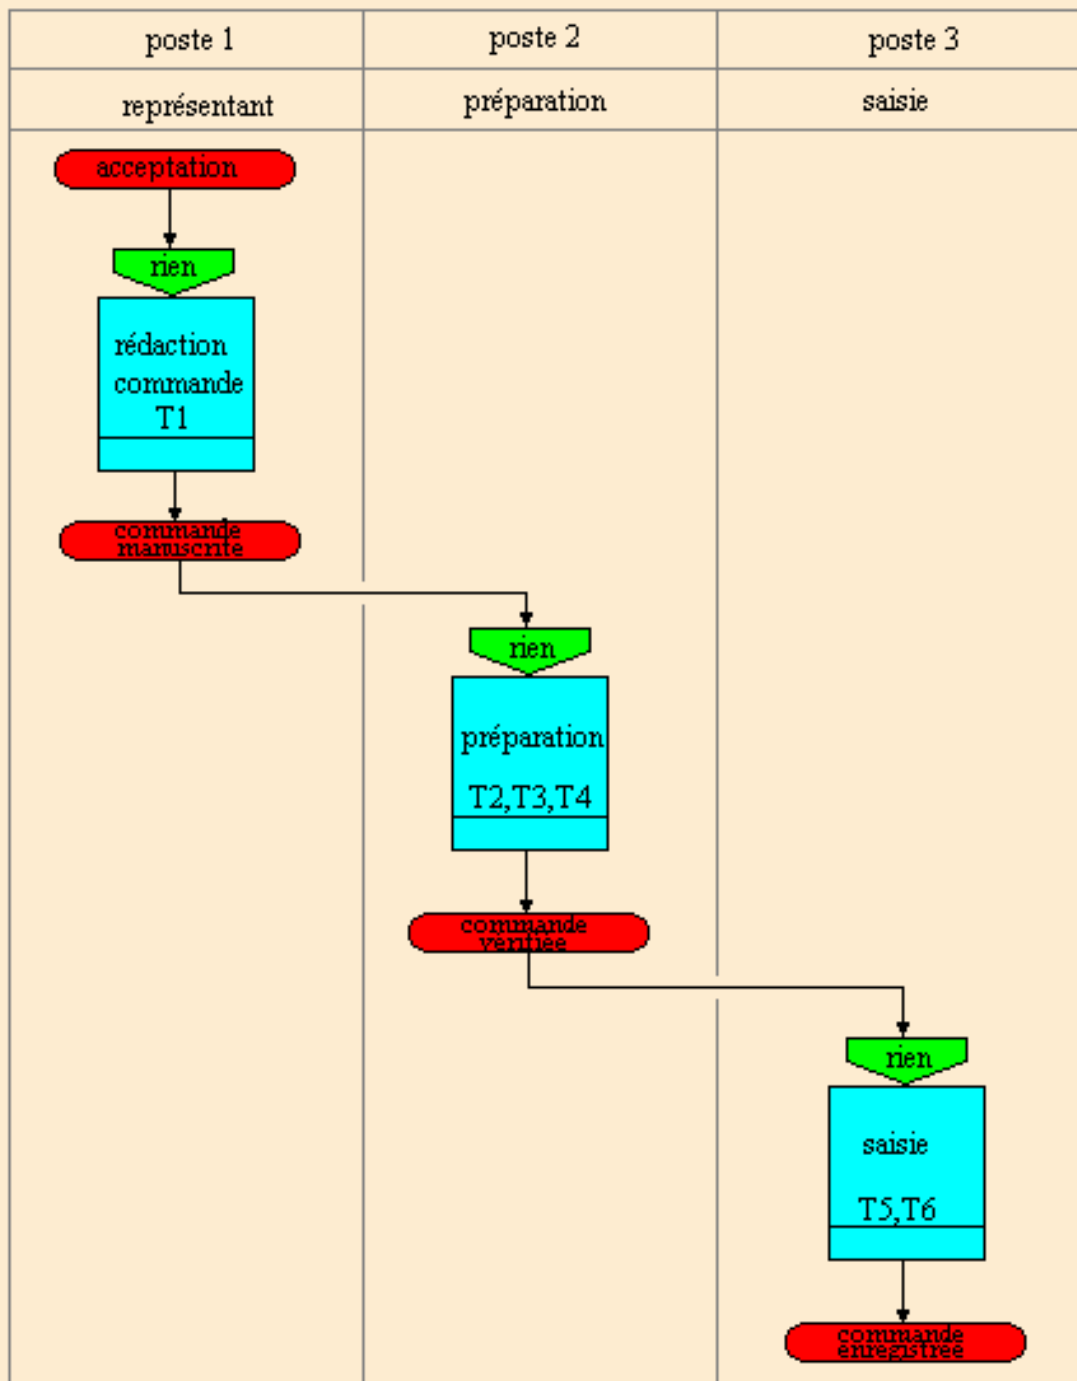 poste 1
poste 2
poste 3
représentant
préparation
saisie
acceptation
rien
rédaction
commande
T1
commande
manuscrite
rien
préparation
T2,T3,T4
commande
vérifiée
rien
saisie
T5,T6
commande
enregistrée